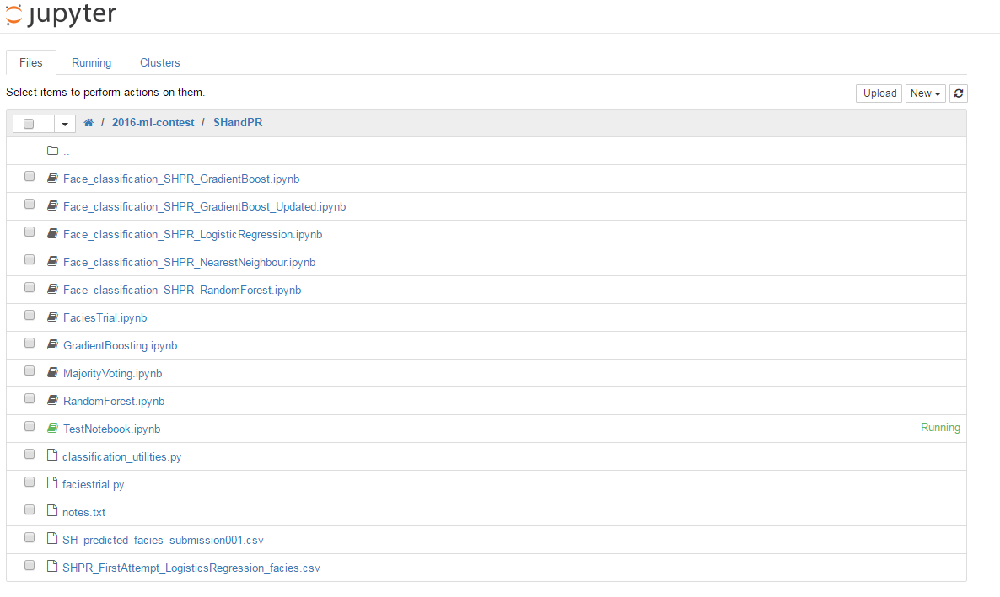 jupyter
Files Running Clusters
Select items to perform actions on them.
Upload New
/ 2016-ml-contest / SHandPR
..
Face_classification_SHPR_GradientBoost.ipynb
Face_classification_SHPR_GradientBoost_Updated.ipynb
Face_classification_SHPR_LogisticRegression.ipynb
Face_classification_SHPR_NearestNeighbour.ipynb
Face_classification_SHPR_RandomForest.ipynb
FaciesTrial.ipynb
GradientBoosting.ipynb
MajorityVoting.ipynb
RandomForest.ipynb
TestNotebook.ipynb Running
classification_utilities.py
faciestrial.py
notes.txt
SH_predicted_facies_submission001.csv
SHPR_FirstAttempt_LogisticsRegression_facies.csv